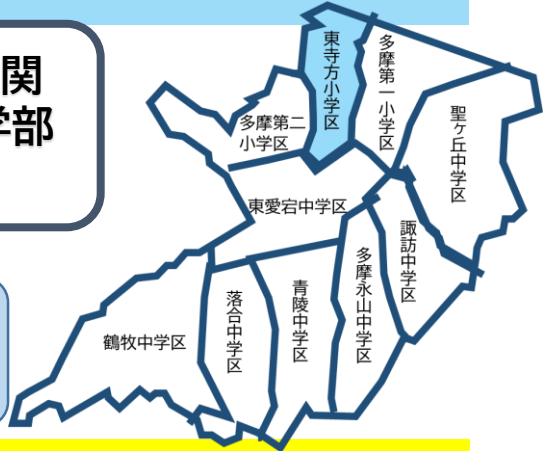 関
学部
東寺方小学区
多摩第一小学区
多摩第二
小学区
聖ヶ丘中学区
東愛宕中学区
諏訪中学区
多摩永山中学区
青陵中学区
落合中学区
鶴牧中学区